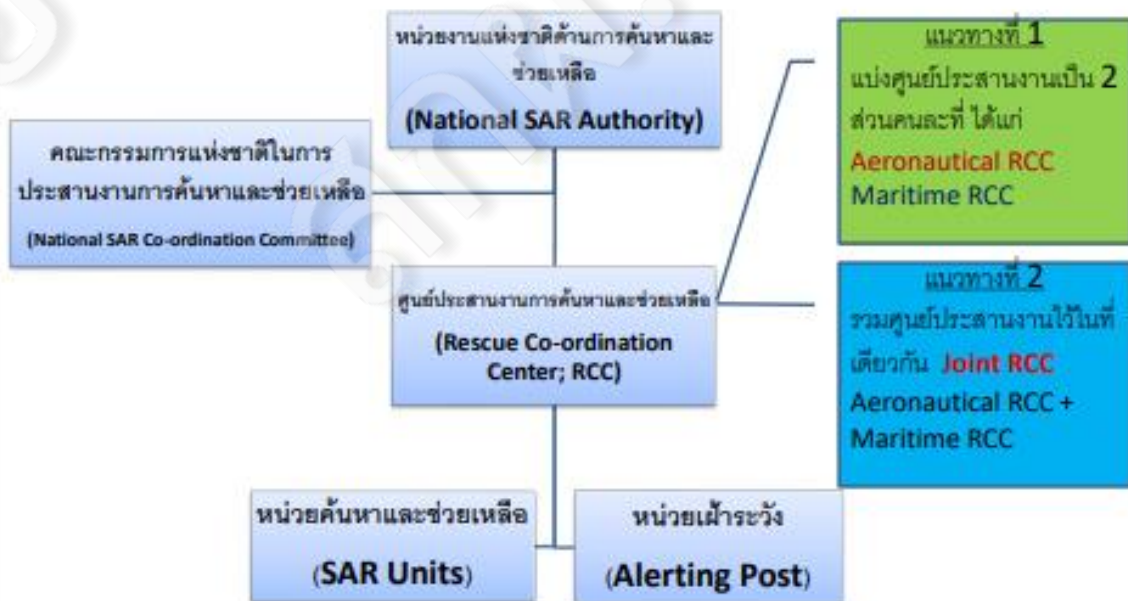 หน่วยงานแห่งชาติด้านการค้นหาและ
ช่วยเหลือ
(National SAR Authority)
คณะกรรมการแห่งชาติในการ
ประสานงานการค้นหาและช่วยเหลือ
(National SAR Co-ordination Committee)
ศูนย์ประสานงานการค้นหาและช่วยเหลือ
(Rescue Co-ordination
Center; RCC)
หน่วยค้นหาและช่วยเหลือ
(SAR Units)
หน่วยเฝ้าระวัง
(Alerting Post)
แนวทางที่ 1
แบ่งศูนย์ประสานงานเป็น 2
ส่วนคนละที่ ได้แก่
Aeronautical RCC
Maritime RCC
แนวทางที่ 2
รวมศูนย์ประสานงานไว้ในที่
เดียวกัน Joint RCC
Aeronautical RCC +
Maritime RCC